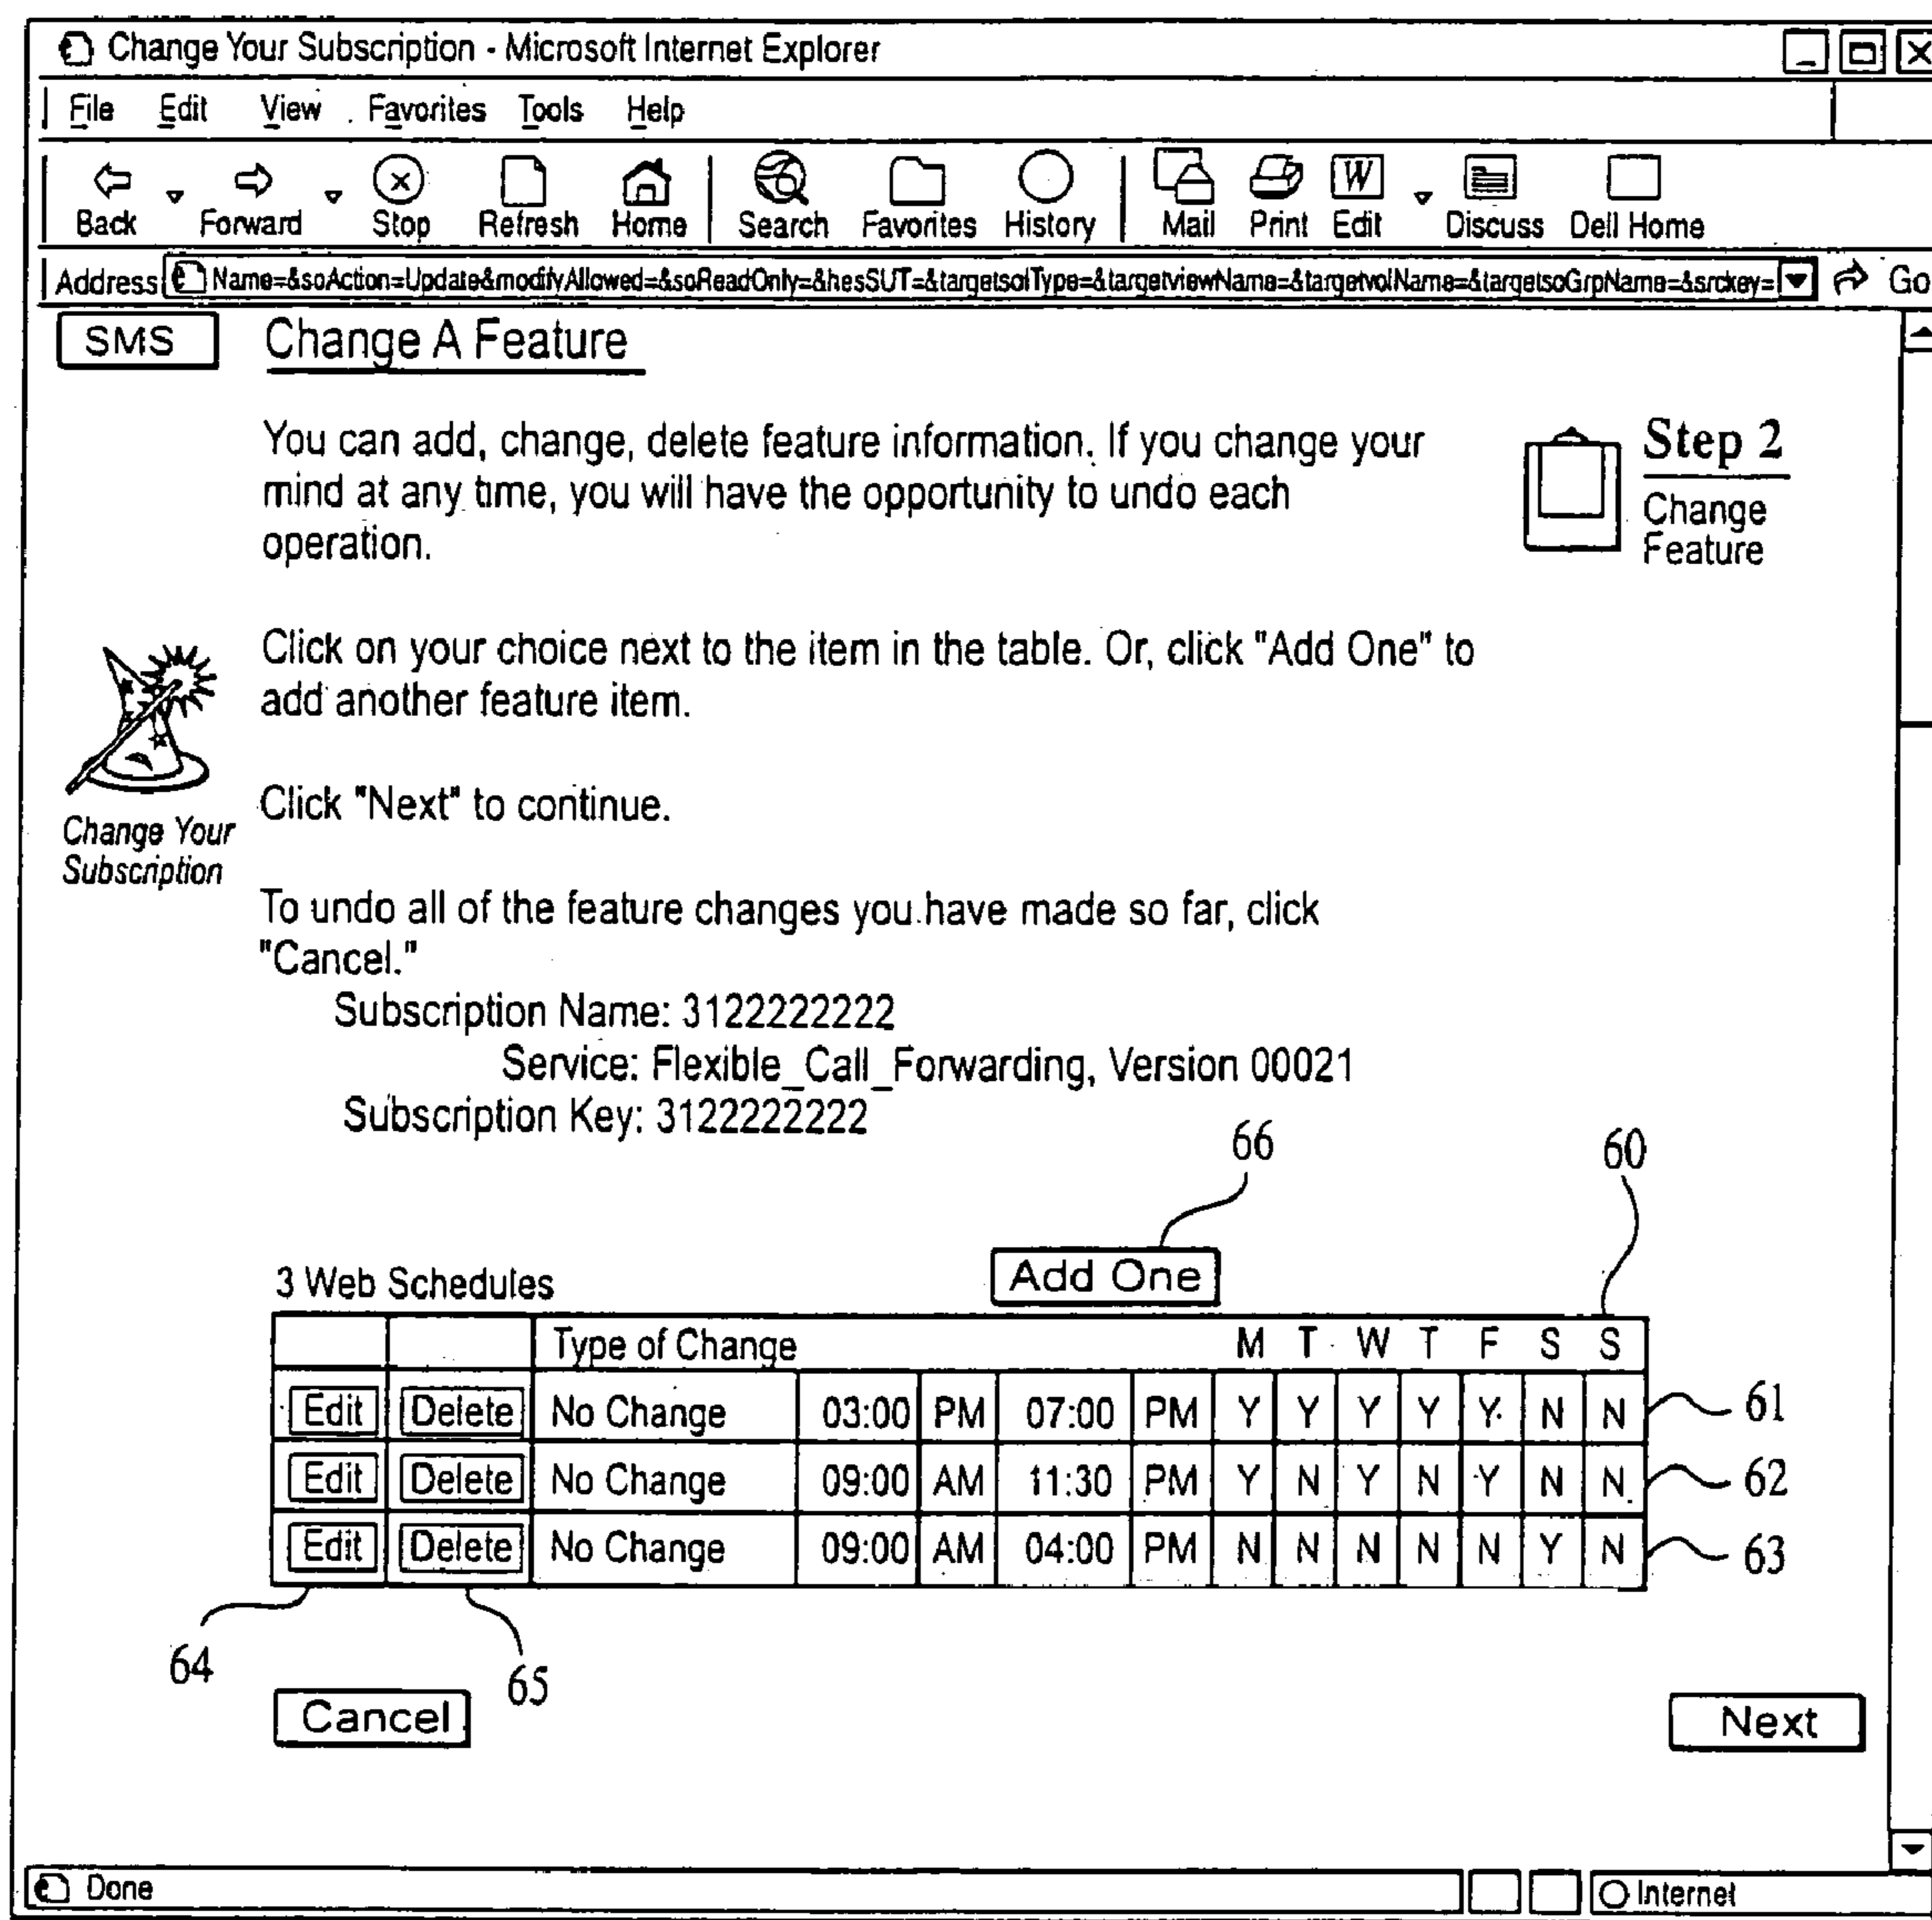 Change Your Subscription - Microsoft Internet Explorer
File Edit View Favorites Tools Help
Back Forward Stop Refresh Home Search Favorites History Mail Print Edit Discuss Dell Home
Address Name=&soAction=Update&modifyAllowed=&soReadOnly=&hesSUT=&targetsolType=&targetviewName=&targetvolName=&targetsoGrpName=&srckey= Go
SMS Change A Feature
You can add, change, delete feature information. If you change your
mind at any time, you will have the opportunity to undo each
operation.
Step 2
Change
Feature
Click on your choice next to the item in the table. Or, click "Add One" to
add another feature item.
Click "Next" to continue.
Change Your
Subscription
To undo all of the feature changes you have made so far, click
"Cancel."
Subscription Name: 3122222222
Service: Flexible_Call_Forwarding, Version 00021
Subscription Key: 3122222222
66 60
3 Web Schedules Add One
Type of Change M T W T F S S
Edit Delete No Change 03:00 PM 07:00 PM Y Y Y Y Y N N 61
Edit Delete No Change 09:00 AM 11:30 PM Y N Y N Y N N 62
Edit Delete No Change 09:00 AM 04:00 PM N N N N N Y N 63
64 65
Cancel Next
Done Internet